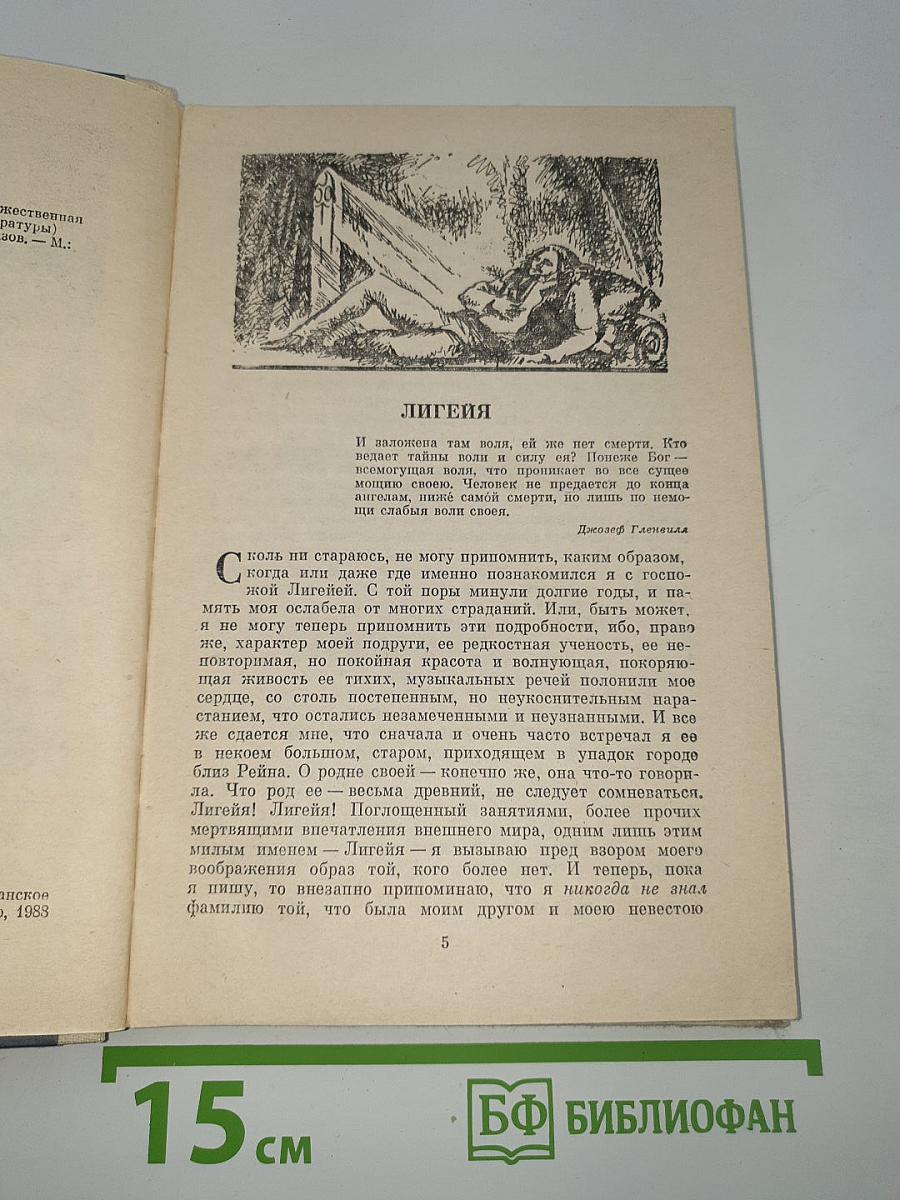 жественная
ратуры)
зов. — М.:
анское
о, 1988
ЛИГЕЙЯ
И заложена там воля, ей же нет смерти. Кто
ведает тайны воли и силу ея? Понеже Бог —
всемогущая воля, что проникает во все сущее
мощию своею. Человек не предается до конца
ангелам, нижé самóй смерти, но лишь по немо-
щи слабыя воли своея.
Джозеф Гленвилл
Сколь ни стараюсь, не могу припомнить, каким образом,
когда или даже где именно познакомился я с госпо-
жой Лигейей. С той поры минули долгие годы, и па-
мять моя ослабела от многих страданий. Или, быть может,
я не могу теперь припомнить эти подробности, ибо, право
же, характер моей подруги, ее редкостная ученость, ее не-
повторимая, но покойная красота и волнующая, покоряю-
щая живость ее тихих, музыкальных речей полонили мое
сердце, со столь постепенным, но неукоснительным нара-
станием, что остались незамеченными и неузнанными. И все
же сдается мне, что сначала и очень часто встречал я ее
в некоем большом, старом, приходящем в упадок городе
близ Рейна. О родне своей — конечно же, она что-то говори-
ла. Что род ее — весьма древний, не следует сомневаться.
Лигейя! Лигейя! Поглощенный занятиями, более прочих
мертвящими впечатления внешнего мира, одним лишь этим
милым именем — Лигейя — я вызываю пред взором моего
воображения образ той, кого более нет. И теперь, пока
я пишу, то внезапно припоминаю, что я никогда не знал
фамилию той, что была моим другом и моею невестою
5
15 см
БФ БИБЛИОФАН